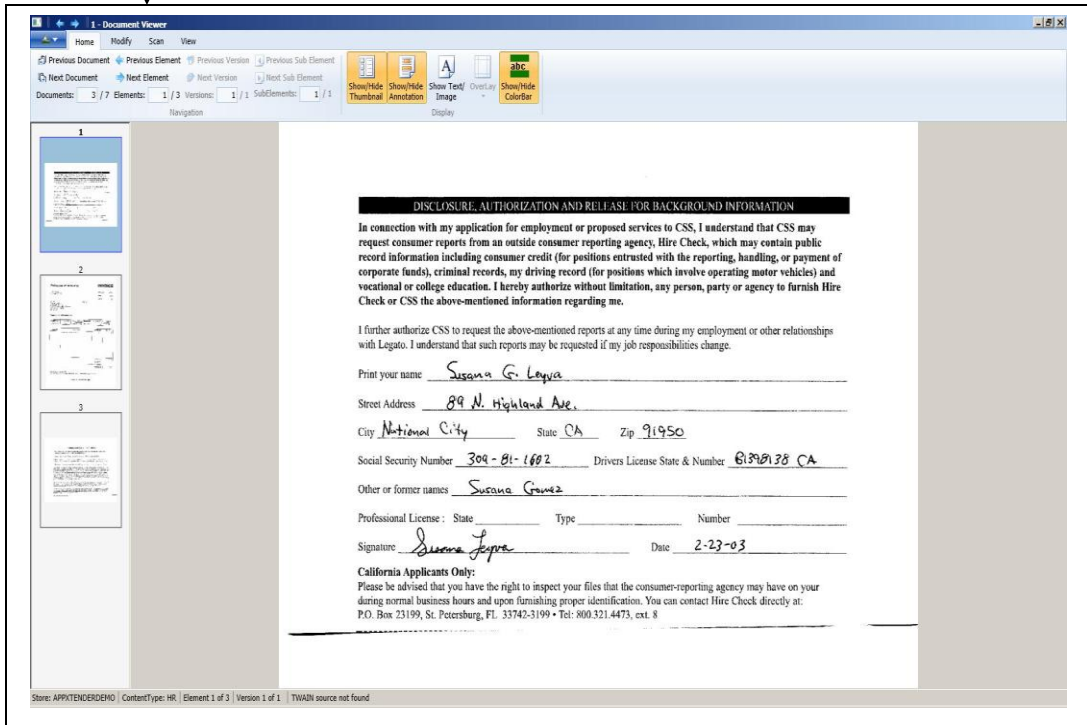 1 - Document Viewer
Home Modify Scan View
Previous Document Previous Element Previous Version Previous Sub Element
Next Document Next Element Next Version Next Sub Element
Documents: 3 / 7 Elements: 1 / 3 Versions: 1 / 1 SubElements: 1 / 1
Navigation
Show/Hide Thumbnail
Show/Hide Annotation
Show Text/ Image
OverLay
abc
Show/Hide ColorBar
Display
1
2
3
DISCLOSURE, AUTHORIZATION AND RELEASE FOR BACKGROUND INFORMATION
In connection with my application for employment or proposed services to CSS, I understand that CSS may
request consumer reports from an outside consumer reporting agency, Hire Check, which may contain public
record information including consumer credit (for positions entrusted with the reporting, handling, or payment of
corporate funds), criminal records, my driving record (for positions which involve operating motor vehicles) and
vocational or college education. I hereby authorize without limitation, any person, party or agency to furnish Hire
Check or CSS the above-mentioned information regarding me.
I further authorize CSS to request the above-mentioned reports at any time during my employment or other relationships
with Legato. I understand that such reports may be requested if my job responsibilities change.
Print your name Susana G. Leyva
Street Address 89 N. Highland Ave.
City National City State CA Zip 91950
Social Security Number 309-81-1602 Drivers License State & Number B1398138 CA
Other or former names Susana Gomez
Professional License : State Type Number
Signature Susana Leyva Date 2-23-03
California Applicants Only:
Please be advised that you have the right to inspect your files that the consumer-reporting agency may have on your
during normal business hours and upon furnishing proper identification. You can contact Hire Check directly at:
P.O. Box 23199, St. Petersburg, FL 33742-3199 • Tel: 800.321.4473, ext. 8
Store: APPXTENDERDEMO ContentType: HR Element 1 of 3 Version 1 of 1 TWAIN source not found